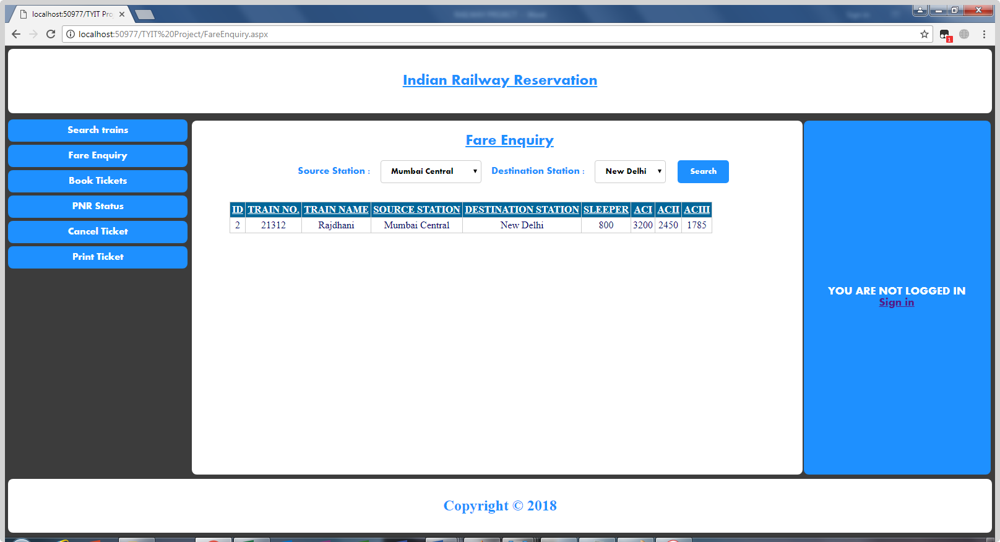 localhost:50977/TYIT Pro
localhost:50977/TYIT%20Project/FareEnquiry.aspx
1
Indian Railway Reservation
Search trains
Fare Enquiry
Book Tickets
PNR Status
Cancel Ticket
Print Ticket
Fare Enquiry
Source Station : Mumbai Central Destination Station : New Delhi Search
ID TRAIN NO. TRAIN NAME SOURCE STATION DESTINATION STATION SLEEPER ACI ACII ACIII
2 21312 Rajdhani Mumbai Central New Delhi 800 3200 2450 1785
YOU ARE NOT LOGGED IN
Sign in
Copyright © 2018